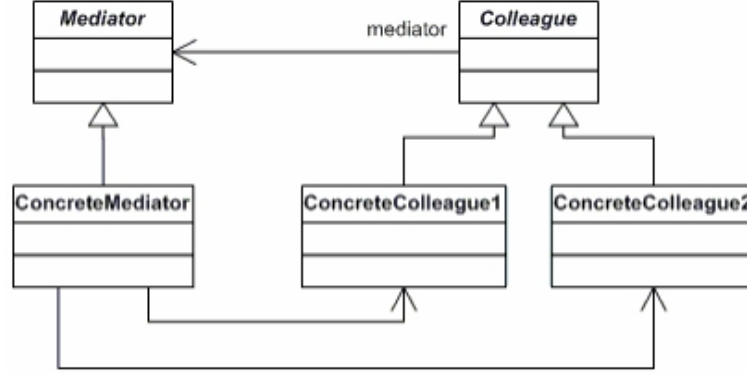 Mediator
Colleague
mediator
ConcreteMediator
ConcreteColleague1
ConcreteColleague2